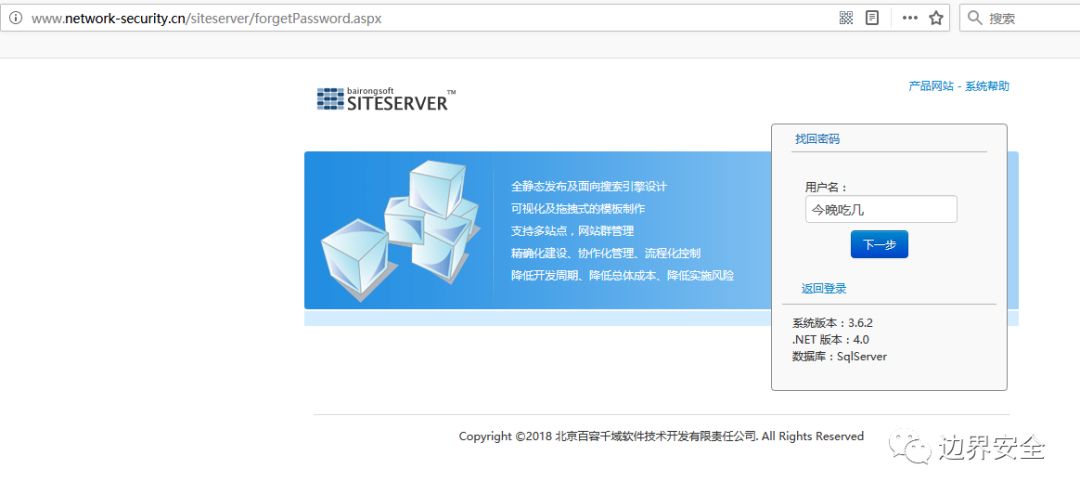 www.network-security.cn/siteserver/forgetPassword.aspx
搜索
bairongsoft
SITESERVER™
产品网站 - 系统帮助
全静态发布及面向搜索引擎设计
可视化及拖拽式的模板制作
支持多站点，网站群管理
精确化建设、协作化管理、流程化控制
降低开发周期、降低总体成本、降低实施风险
找回密码
用户名：
今晚吃几
下一步
返回登录
系统版本：3.6.2
.NET 版本：4.0
数据库：SqlServer
Copyright ©2018 北京百容千域软件技术开发有限责任公司. All Rights Reserved
边界安全